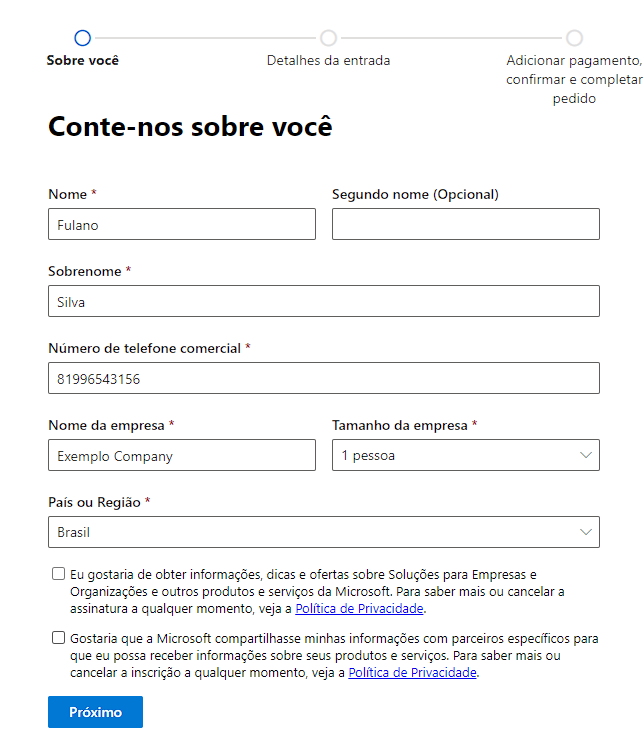 Sobre você
Detalhes da entrada
Adicionar pagamento,
confirmar e completar
pedido
Conte-nos sobre você
Nome *
Segundo nome (Opcional)
Fulano
Sobrenome *
Silva
Número de telefone comercial *
81996543156
Nome da empresa *
Tamanho da empresa *
Exemplo Company
1 pessoa
País ou Região *
Brasil
Eu gostaria de obter informações, dicas e ofertas sobre Soluções para Empresas e
Organizações e outros produtos e serviços da Microsoft. Para saber mais ou cancelar a
assinatura a qualquer momento, veja a Política de Privacidade.
Gostaria que a Microsoft compartilhasse minhas informações com parceiros específicos para
que eu possa receber informações sobre seus produtos e serviços. Para saber mais ou
cancelar a inscrição a qualquer momento, veja a Política de Privacidade.
Próximo